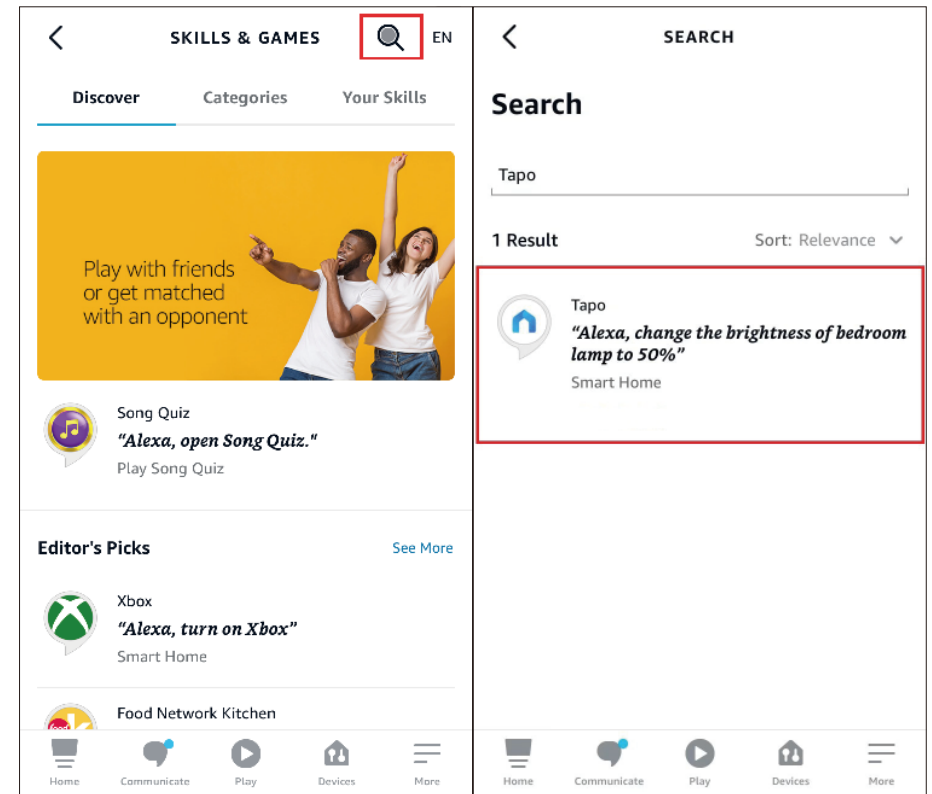 SKILLS & GAMES
EN
Discover
Categories
Your Skills
Play with friends
or get matched
with an opponent
Song Quiz
“Alexa, open Song Quiz."
Play Song Quiz
Editor's Picks
See More
Xbox
“Alexa, turn on Xbox”
Smart Home
food
Food Network Kitchen
Home
Communicate
Play
Devices
More
SEARCH
Search
Tapo
1 Result
Sort: Relevance
Tapo
“Alexa, change the brightness of bedroom
lamp to 50%”
Smart Home
Home
Communicate
Play
Devices
More